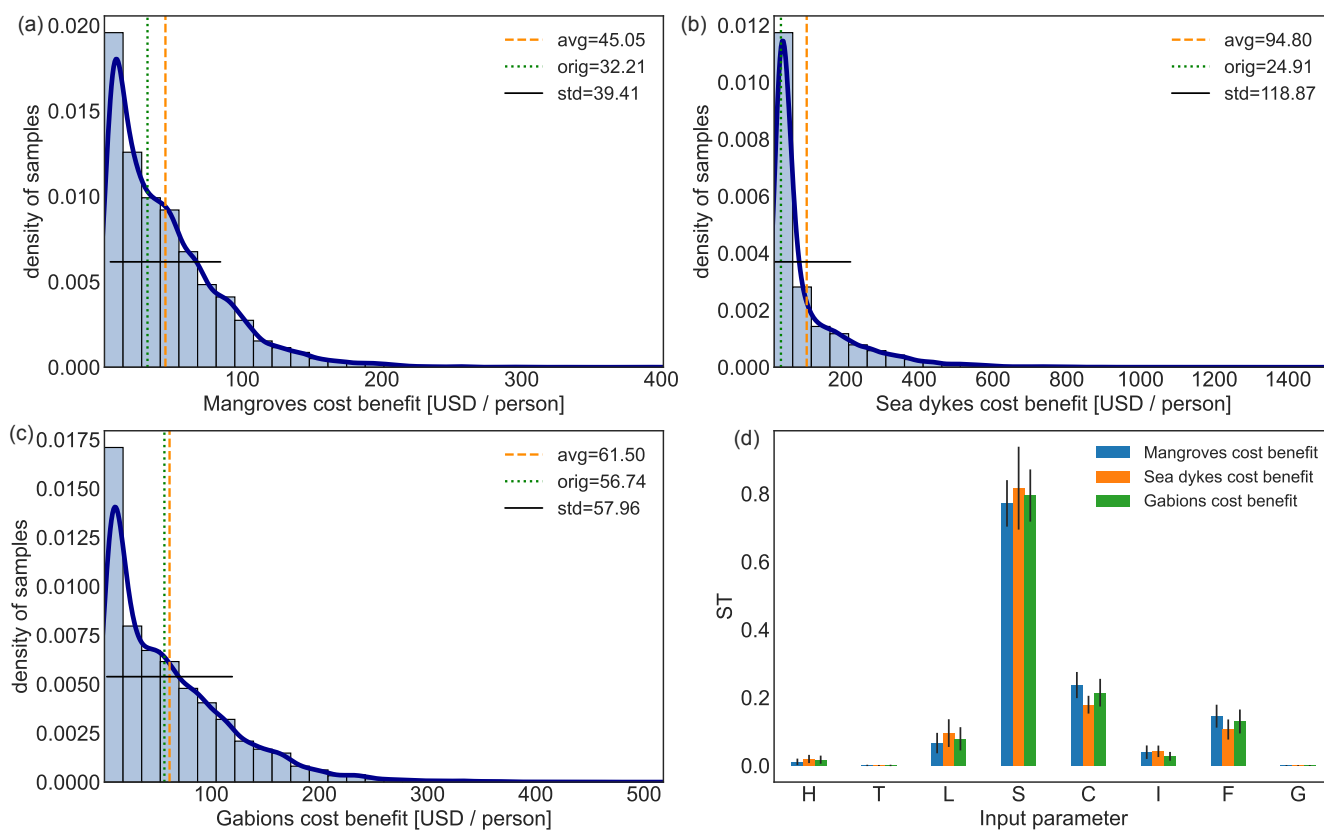 (a)
0.020
0.015
0.010
0.005
0.000
density of samples
avg=45.05
orig=32.21
std=39.41
100 200 300 400
Mangroves cost benefit [USD / person]
(b)
0.012
0.010
0.008
0.006
0.004
0.002
0.000
density of samples
avg=94.80
orig=24.91
std=118.87
200 400 600 800 1000 1200 1400
Sea dykes cost benefit [USD / person]
(c)
0.0175
0.0150
0.0125
0.0100
0.0075
0.0050
0.0025
0.0000
density of samples
avg=61.50
orig=56.74
std=57.96
100 200 300 400 500
Gabions cost benefit [USD / person]
(d)
0.8
0.6
0.4
0.2
0.0
ST
Mangroves cost benefit
Sea dykes cost benefit
Gabions cost benefit
H T L S C I F G
Input parameter